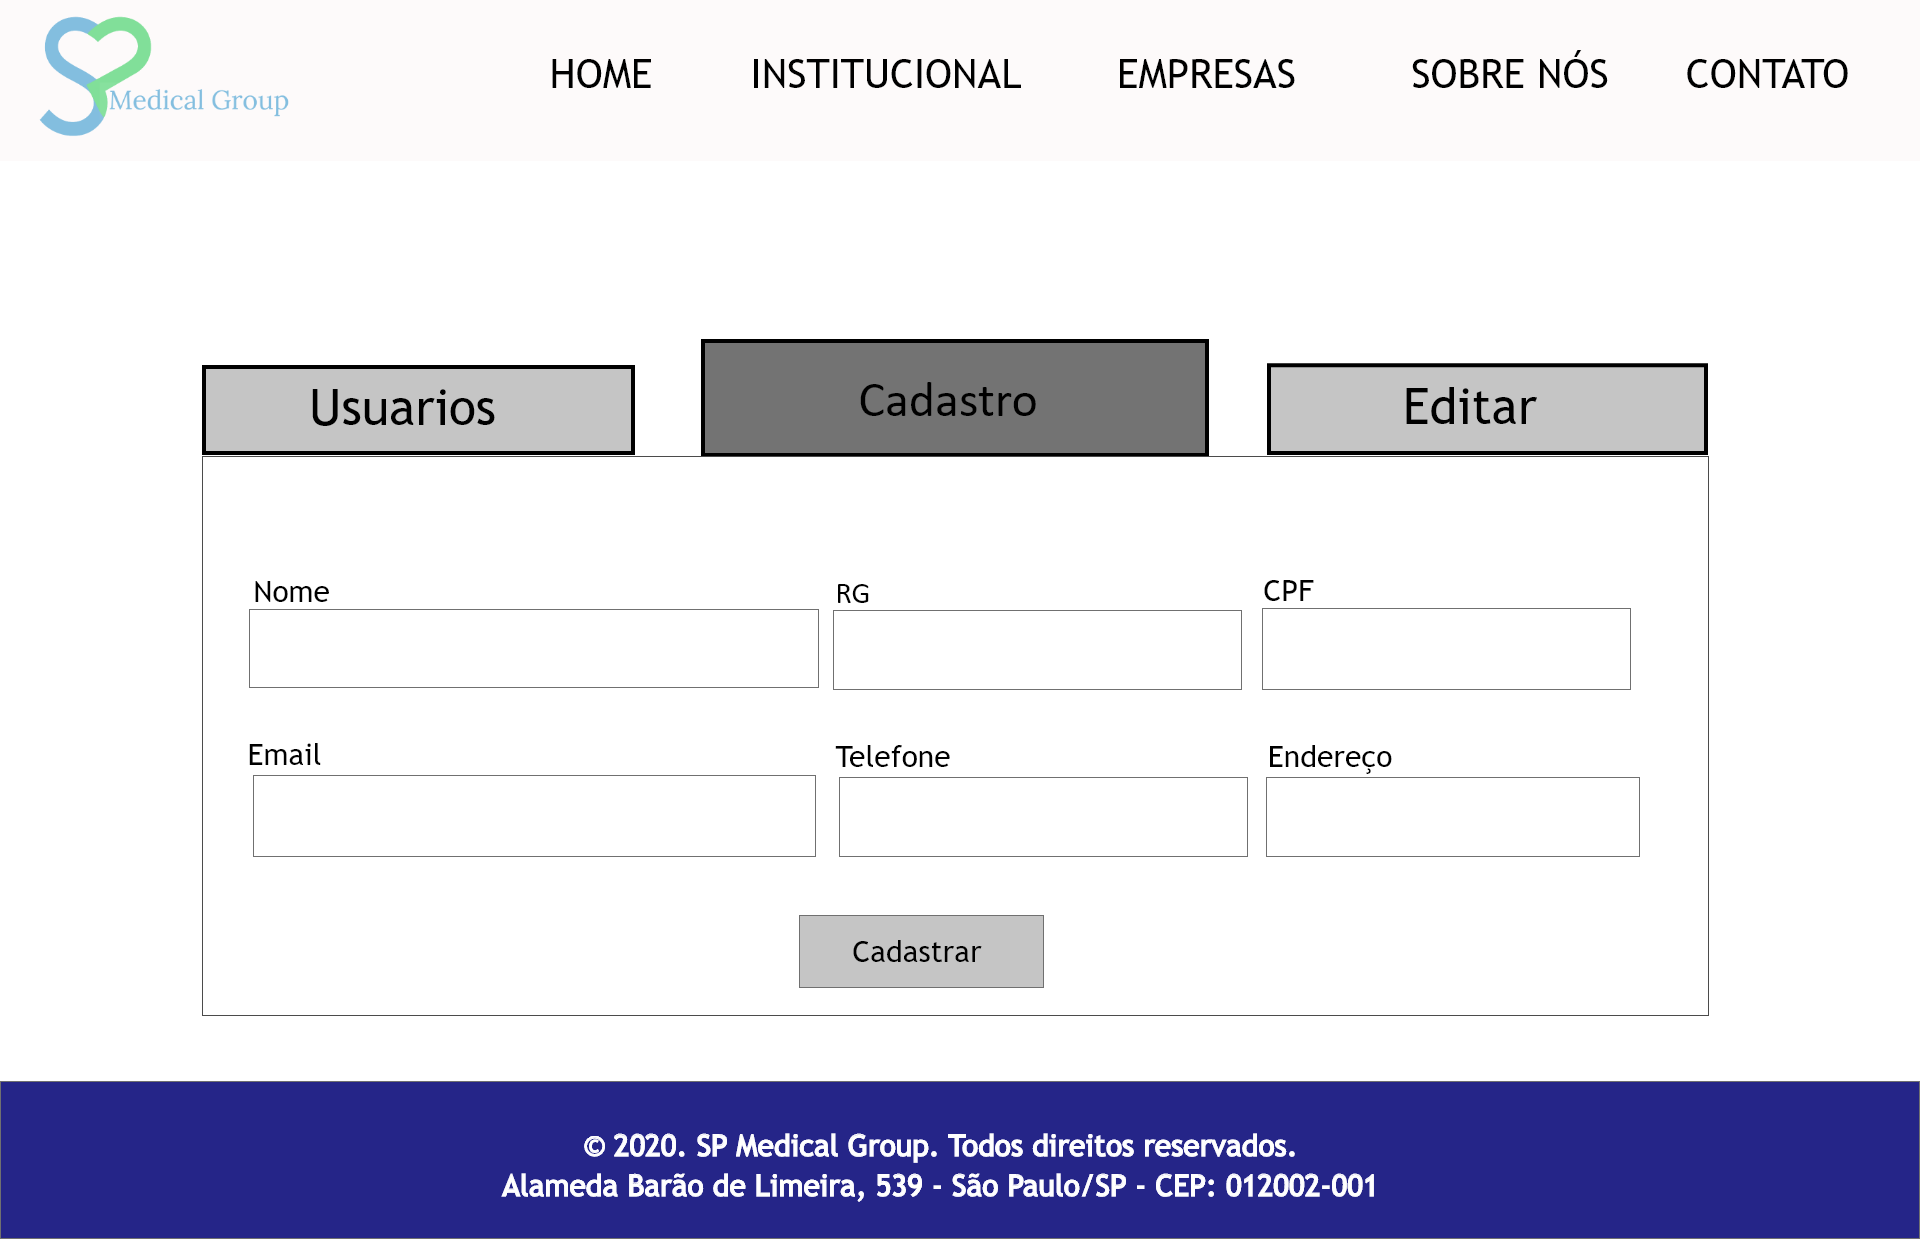 Medical Group
HOME INSTITUCIONAL EMPRESAS SOBRE NÓS CONTATO
Usuarios Cadastro Editar
Nome RG CPF
Email Telefone Endereço
Cadastrar
© 2020. SP Medical Group. Todos direitos reservados.
Alameda Barão de Limeira, 539 - São Paulo/SP - CEP: 012002-001